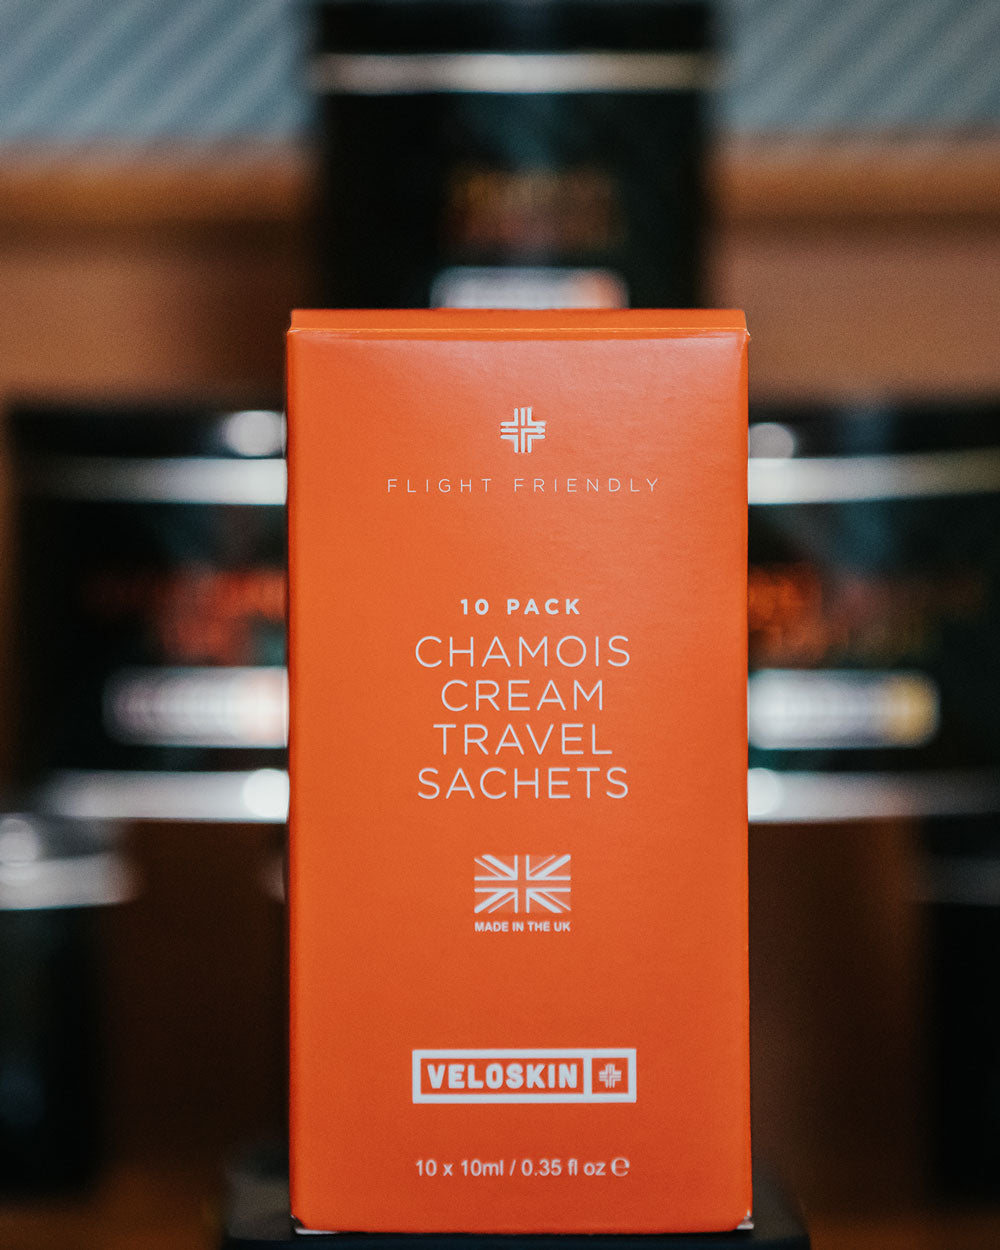 FLIGHT FRIENDLY
10 PACK
CHAMOIS
CREAM
TRAVEL
SACHETS
MADE IN THE UK
VELOSKIN
10 x 10ml / 0.35 fl oz ℮